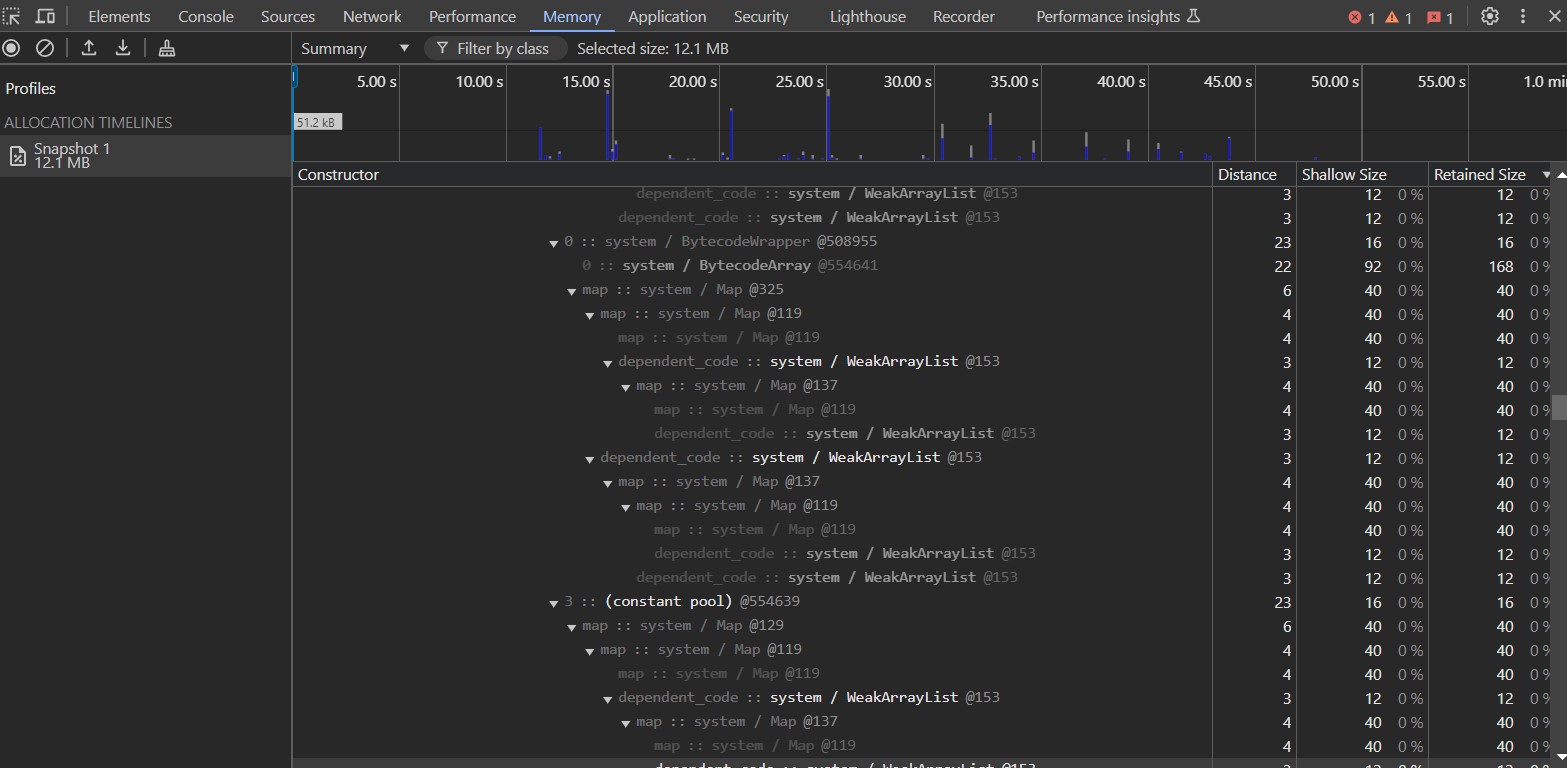 Elements Console Sources Network Performance Memory Application Security Lighthouse Recorder Performance insights 1 1 1
Summary Filter by class Selected size: 12.1 MB
Profiles
ALLOCATION TIMELINES
Snapshot 1
12.1 MB
5.00 s 10.00 s 15.00 s 20.00 s 25.00 s 30.00 s 35.00 s 40.00 s 45.00 s 50.00 s 55.00 s 1.0 min
51.2 kB
Constructor Distance Shallow Size Retained Size
dependent_code :: system / WeakArrayList @153 3 12 0 % 12 0 %
dependent_code :: system / WeakArrayList @153 3 12 0 % 12 0 %
0 :: system / BytecodeWrapper @508955 23 16 0 % 16 0 %
0 :: system / BytecodeArray @554641 22 92 0 % 168 0 %
map :: system / Map @325 6 40 0 % 40 0 %
map :: system / Map @119 4 40 0 % 40 0 %
map :: system / Map @119 4 40 0 % 40 0 %
dependent_code :: system / WeakArrayList @153 3 12 0 % 12 0 %
map :: system / Map @137 4 40 0 % 40 0 %
map :: system / Map @119 4 40 0 % 40 0 %
dependent_code :: system / WeakArrayList @153 3 12 0 % 12 0 %
dependent_code :: system / WeakArrayList @153 3 12 0 % 12 0 %
map :: system / Map @137 4 40 0 % 40 0 %
map :: system / Map @119 4 40 0 % 40 0 %
map :: system / Map @119 4 40 0 % 40 0 %
dependent_code :: system / WeakArrayList @153 3 12 0 % 12 0 %
dependent_code :: system / WeakArrayList @153 3 12 0 % 12 0 %
3 :: (constant pool) @554639 23 16 0 % 16 0 %
map :: system / Map @129 6 40 0 % 40 0 %
map :: system / Map @119 4 40 0 % 40 0 %
map :: system / Map @119 4 40 0 % 40 0 %
dependent_code :: system / WeakArrayList @153 3 12 0 % 12 0 %
map :: system / Map @137 4 40 0 % 40 0 %
map :: system / Map @119 4 40 0 % 40 0 %
dependent_code :: system / WeakArrayList @153 3 12 0 % 12 0 %